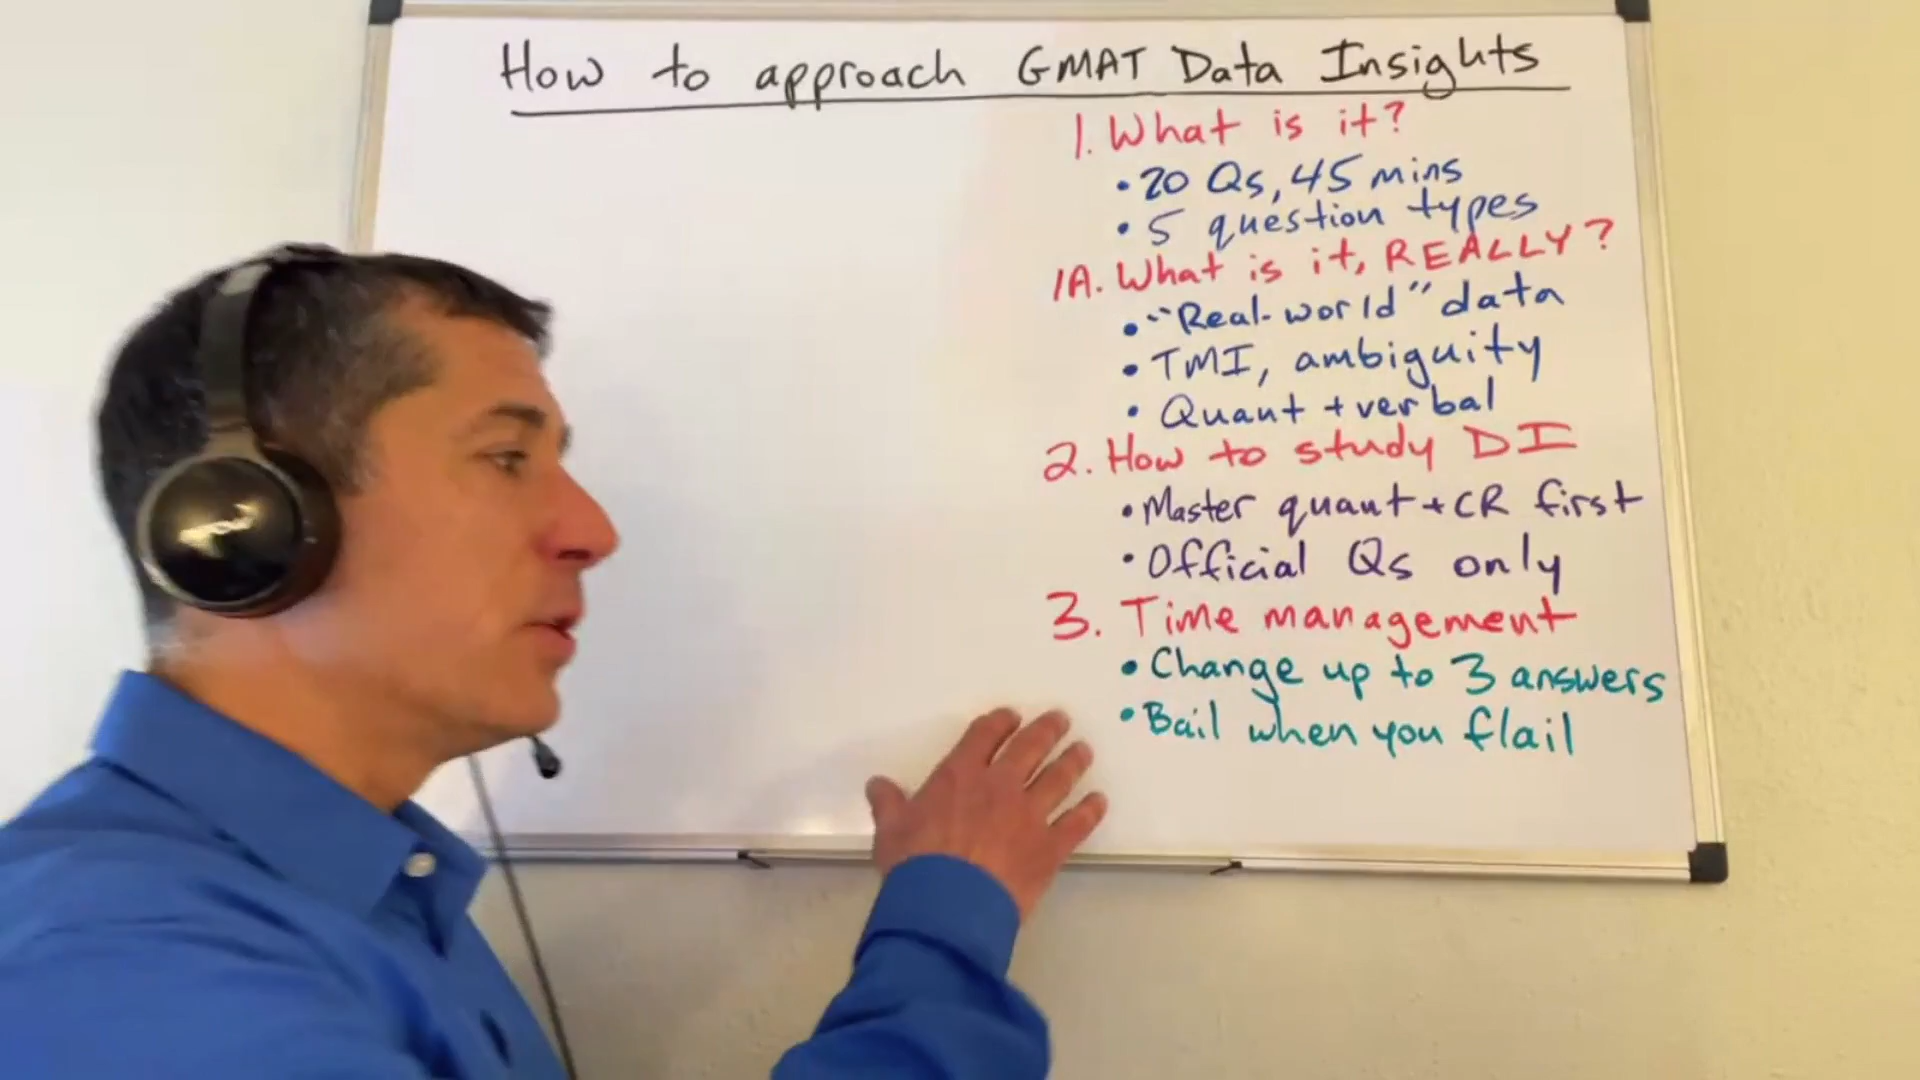 How to approach GMAT Data Insights
1. What is it?
• 20 Qs, 45 mins
• 5 question types
1A. What is it, REALLY?
• "Real-world" data
• TMI, ambiguity
• Quant + verbal
2. How to study DI
• Master quant + CR first
• Official Qs only
3. Time management
• Change up to 3 answers
• Bail when you flail